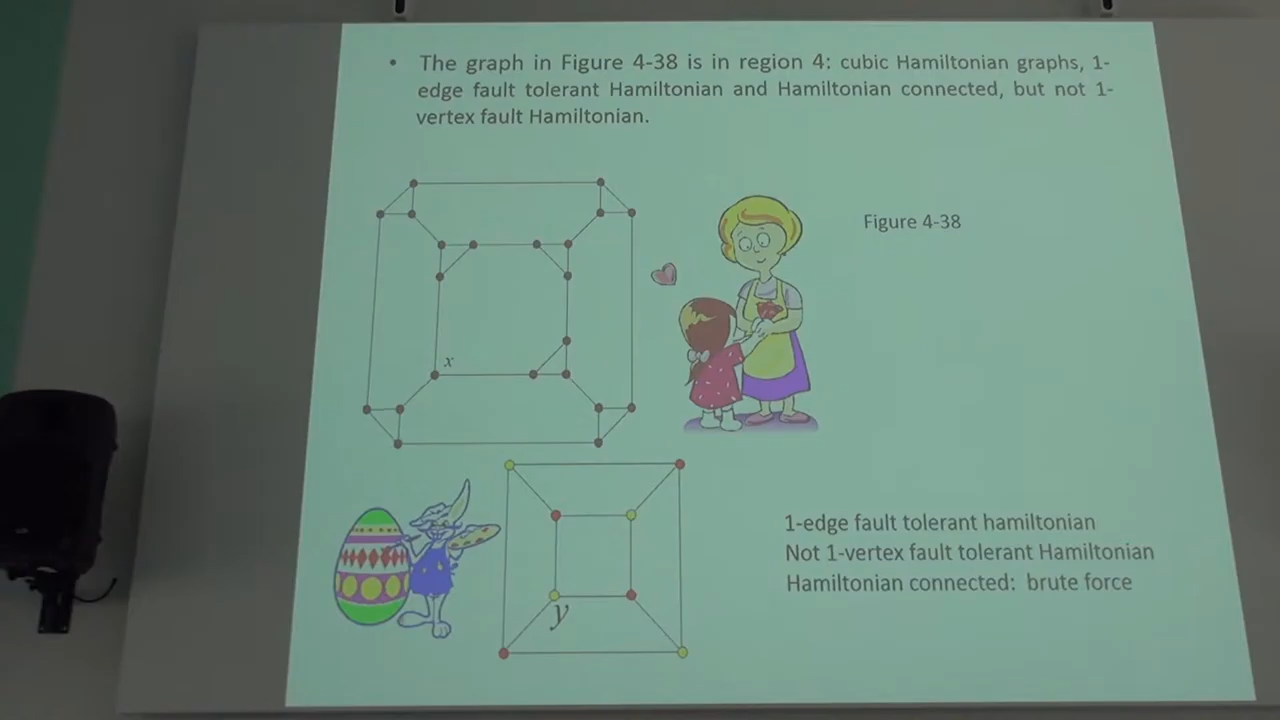 • The graph in Figure 4-38 is in region 4: cubic Hamiltonian graphs, 1-
edge fault tolerant Hamiltonian and Hamiltonian connected, but not 1-
vertex fault Hamiltonian.
Figure 4-38
x
1-edge fault tolerant hamiltonian
Not 1-vertex fault tolerant Hamiltonian
Hamiltonian connected: brute force
y